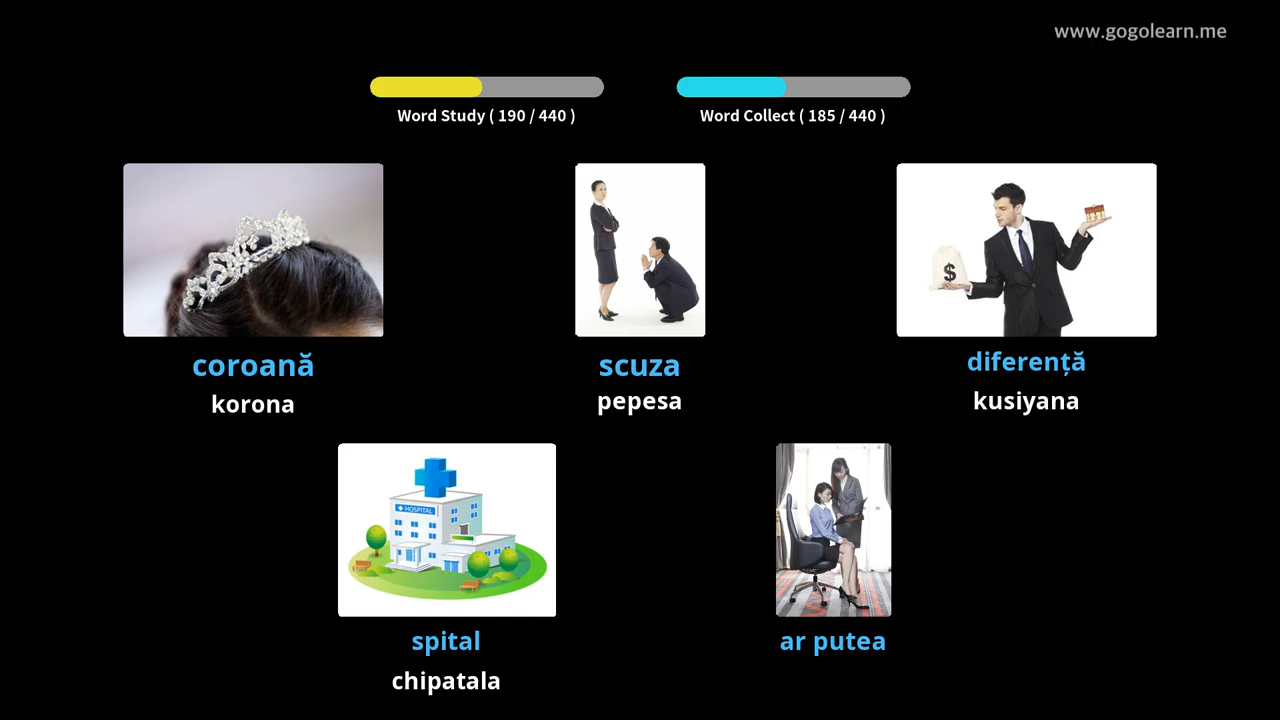 www.gogolearn.me
Word Study ( 190 / 440 )
Word Collect ( 185 / 440 )
coroană
korona
scuza
pepesa
diferență
kusiyana
$
HOSPITAL
spital
chipatala
ar putea